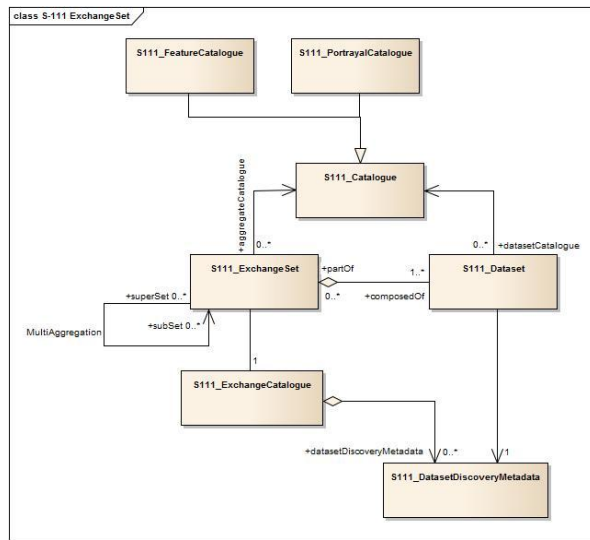 class S-111 ExchangeSet
S111_FeatureCatalogue
S111_PortrayalCatalogue
S111_Catalogue
+aggregateCatalogue
0..*
0..*
+datasetCatalogue
S111_ExchangeSet
+partOf
0..*
1..*
+composedOf
S111_Dataset
+superSet 0..*
MultiAggregation
+subSet 0..*
1
S111_ExchangeCatalogue
+datasetDiscoveryMetadata
0..*
1
S111_DatasetDiscoveryMetadata